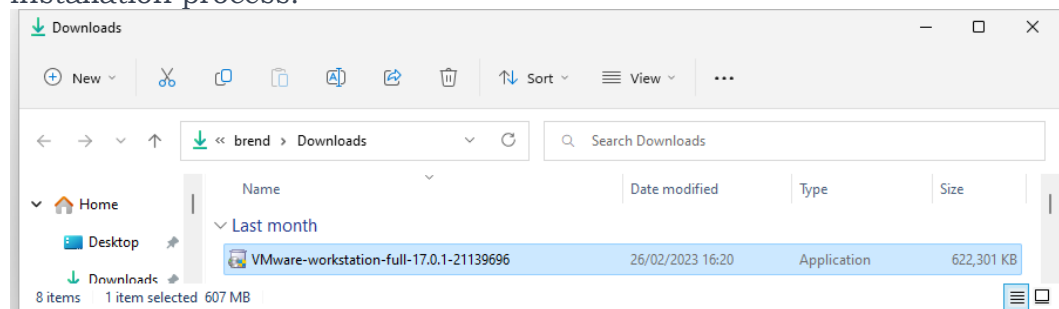 installation process.
Downloads
New Sort View ...
« brend > Downloads Search Downloads
Name Date modified Type Size
Home
Last month
Desktop
VMware-workstation-full-17.0.1-21139696 26/02/2023 16:20 Application 622,301 KB
Downloads
8 items 1 item selected 607 MB